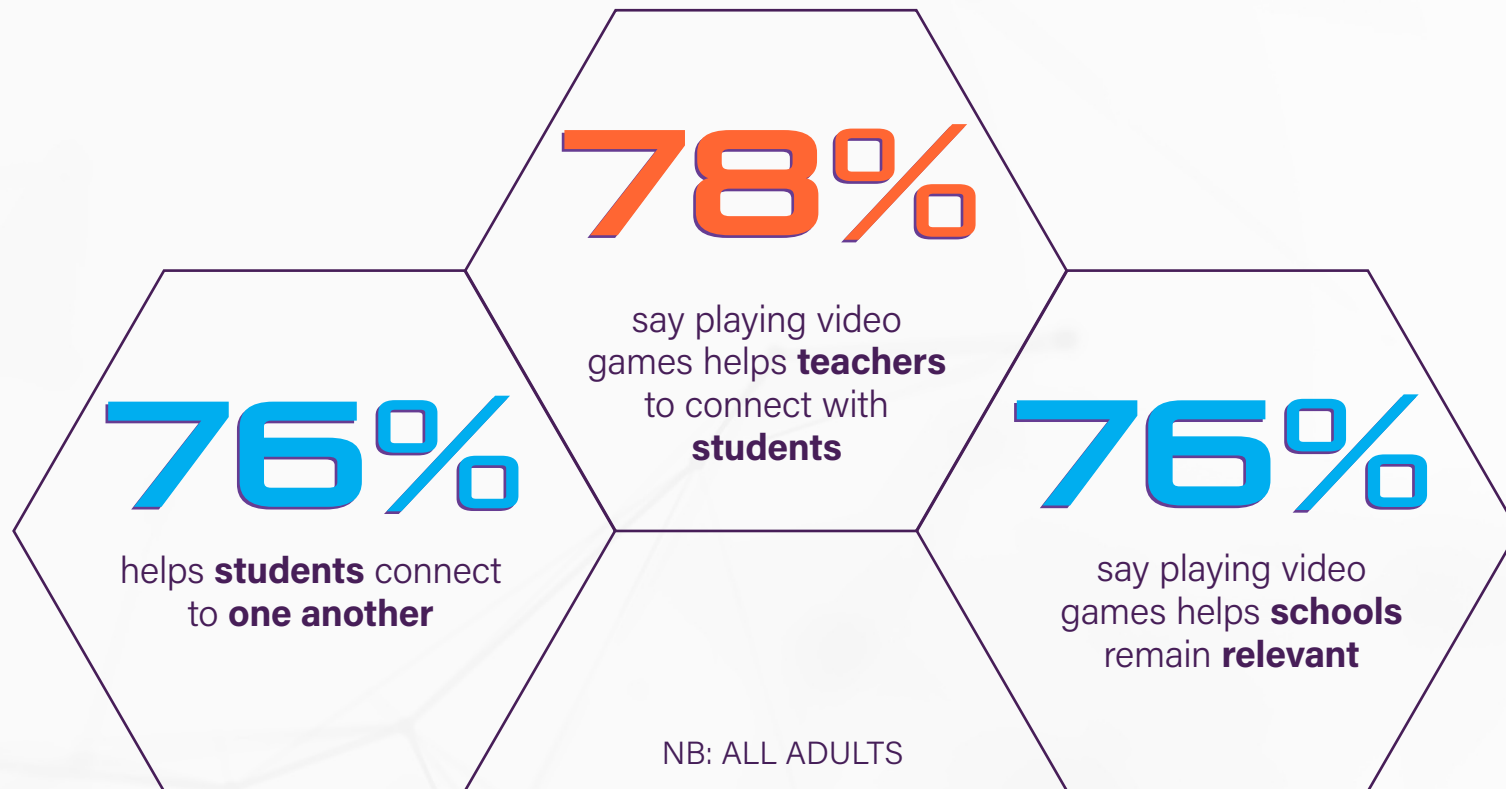 78%
say playing video
games helps teachers
to connect with
students
76%
helps students connect
to one another
76%
say playing video
games helps schools
remain relevant
NB: ALL ADULTS